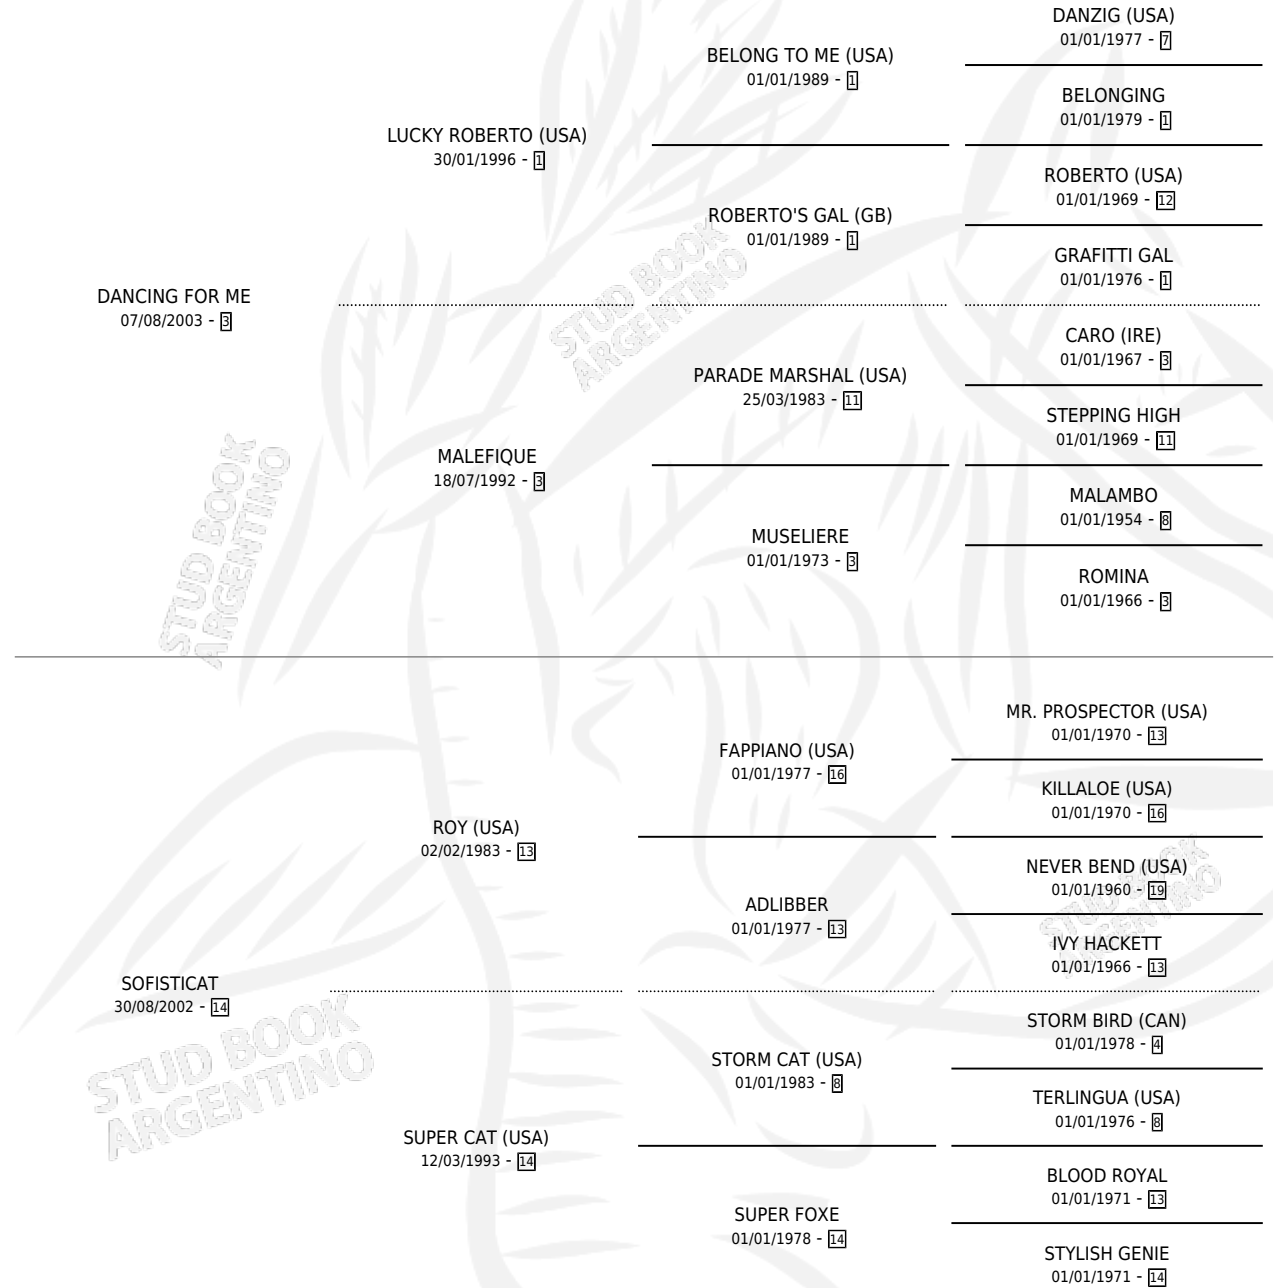 DANZIG (USA)
01/01/1977 - 7
BELONG TO ME (USA)
01/01/1989 - 1
BELONGING
01/01/1979 - 1
LUCKY ROBERTO (USA)
30/01/1996 - 1
ROBERTO (USA)
01/01/1969 - 12
ROBERTO'S GAL (GB)
01/01/1989 - 1
GRAFITTI GAL
01/01/1976 - 1
DANCING FOR ME
07/08/2003 - 3
CARO (IRE)
01/01/1967 - 3
PARADE MARSHAL (USA)
25/03/1983 - 11
STEPPING HIGH
01/01/1969 - 11
MALEFIQUE
18/07/1992 - 3
MALAMBO
01/01/1954 - 8
MUSELIERE
01/01/1973 - 3
ROMINA
01/01/1966 - 3
MR. PROSPECTOR (USA)
01/01/1970 - 13
FAPPIANO (USA)
01/01/1977 - 16
KILLALOE (USA)
01/01/1970 - 16
ROY (USA)
02/02/1983 - 13
NEVER BEND (USA)
01/01/1960 - 19
ADLIBBER
01/01/1977 - 13
IVY HACKETT
01/01/1966 - 13
SOFISTICAT
30/08/2002 - 14
STORM BIRD (CAN)
01/01/1978 - 4
STORM CAT (USA)
01/01/1983 - 8
TERLINGUA (USA)
01/01/1976 - 8
SUPER CAT (USA)
12/03/1993 - 14
BLOOD ROYAL
01/01/1971 - 13
SUPER FOXE
01/01/1978 - 14
STYLISH GENIE
01/01/1971 - 14
STUD BOOK
ARGENTINO
STUD BOOK
ARGENTINO
STUD BOOK
ARGENTINO
STUD BOOK
ARGENTINO